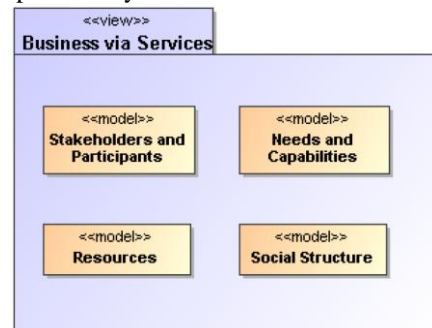 <<view>>
Business via Services
<<model>>
Stakeholders and
Participants
<<model>>
Needs and
Capabilities
<<model>>
Resources
<<model>>
Social Structure